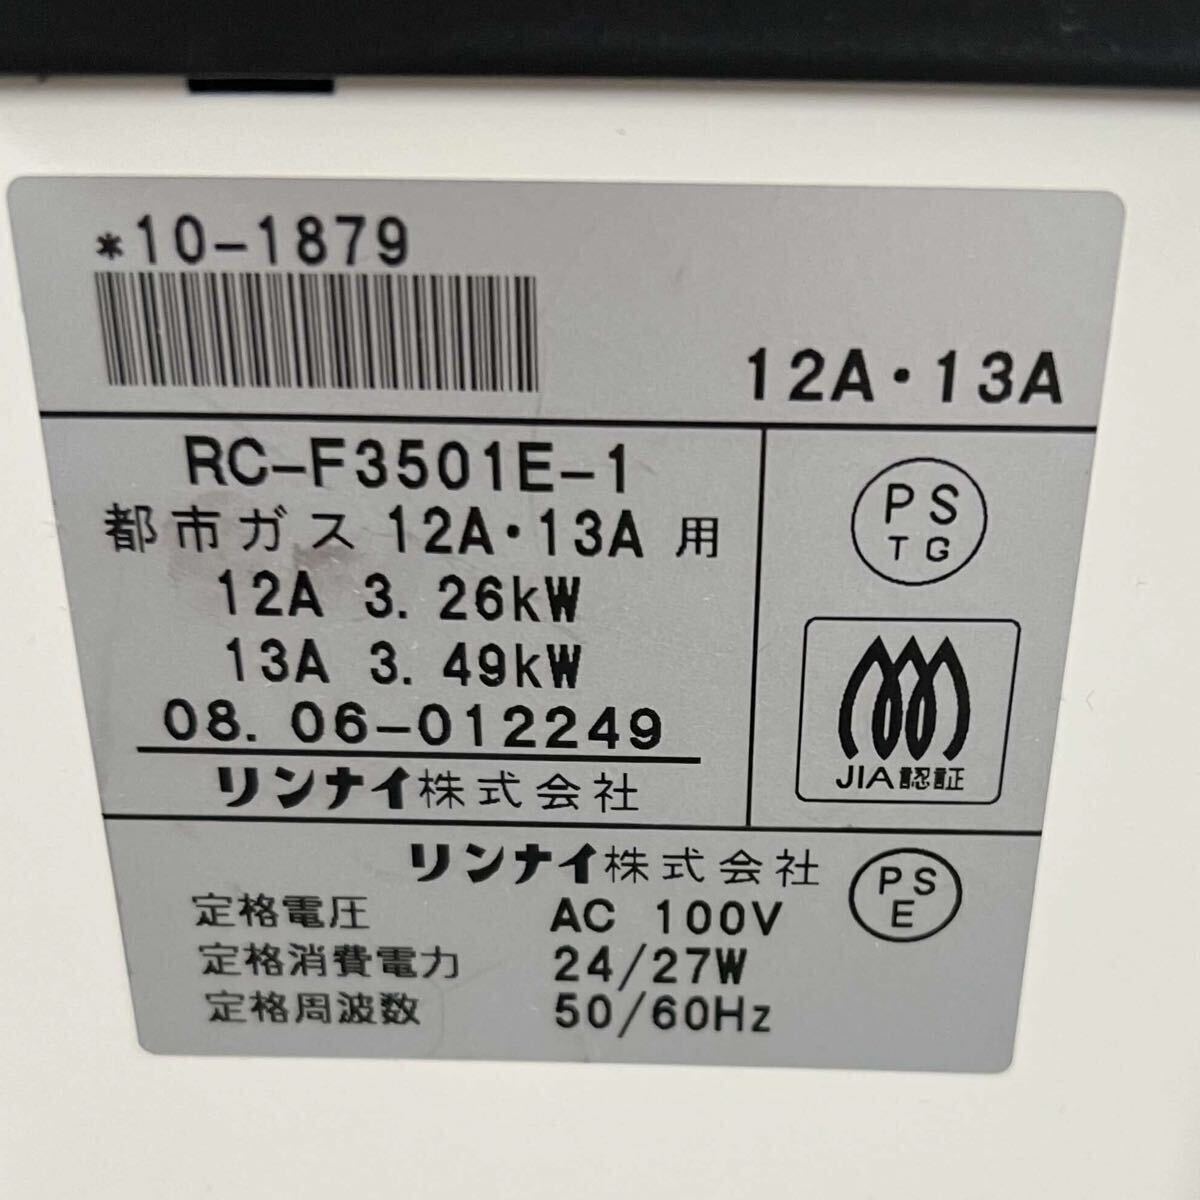 *10-1879
12A・13A
RC-F3501E-1
都市ガス 12A・13A 用
12A 3.26kW
13A 3.49kW
08.06-012249
リンナイ株式会社
PS
TG
JIA認証
リンナイ株式会社
PS
E
定格電圧 AC 100V
定格消費電力 24/27W
定格周波数 50/60Hz